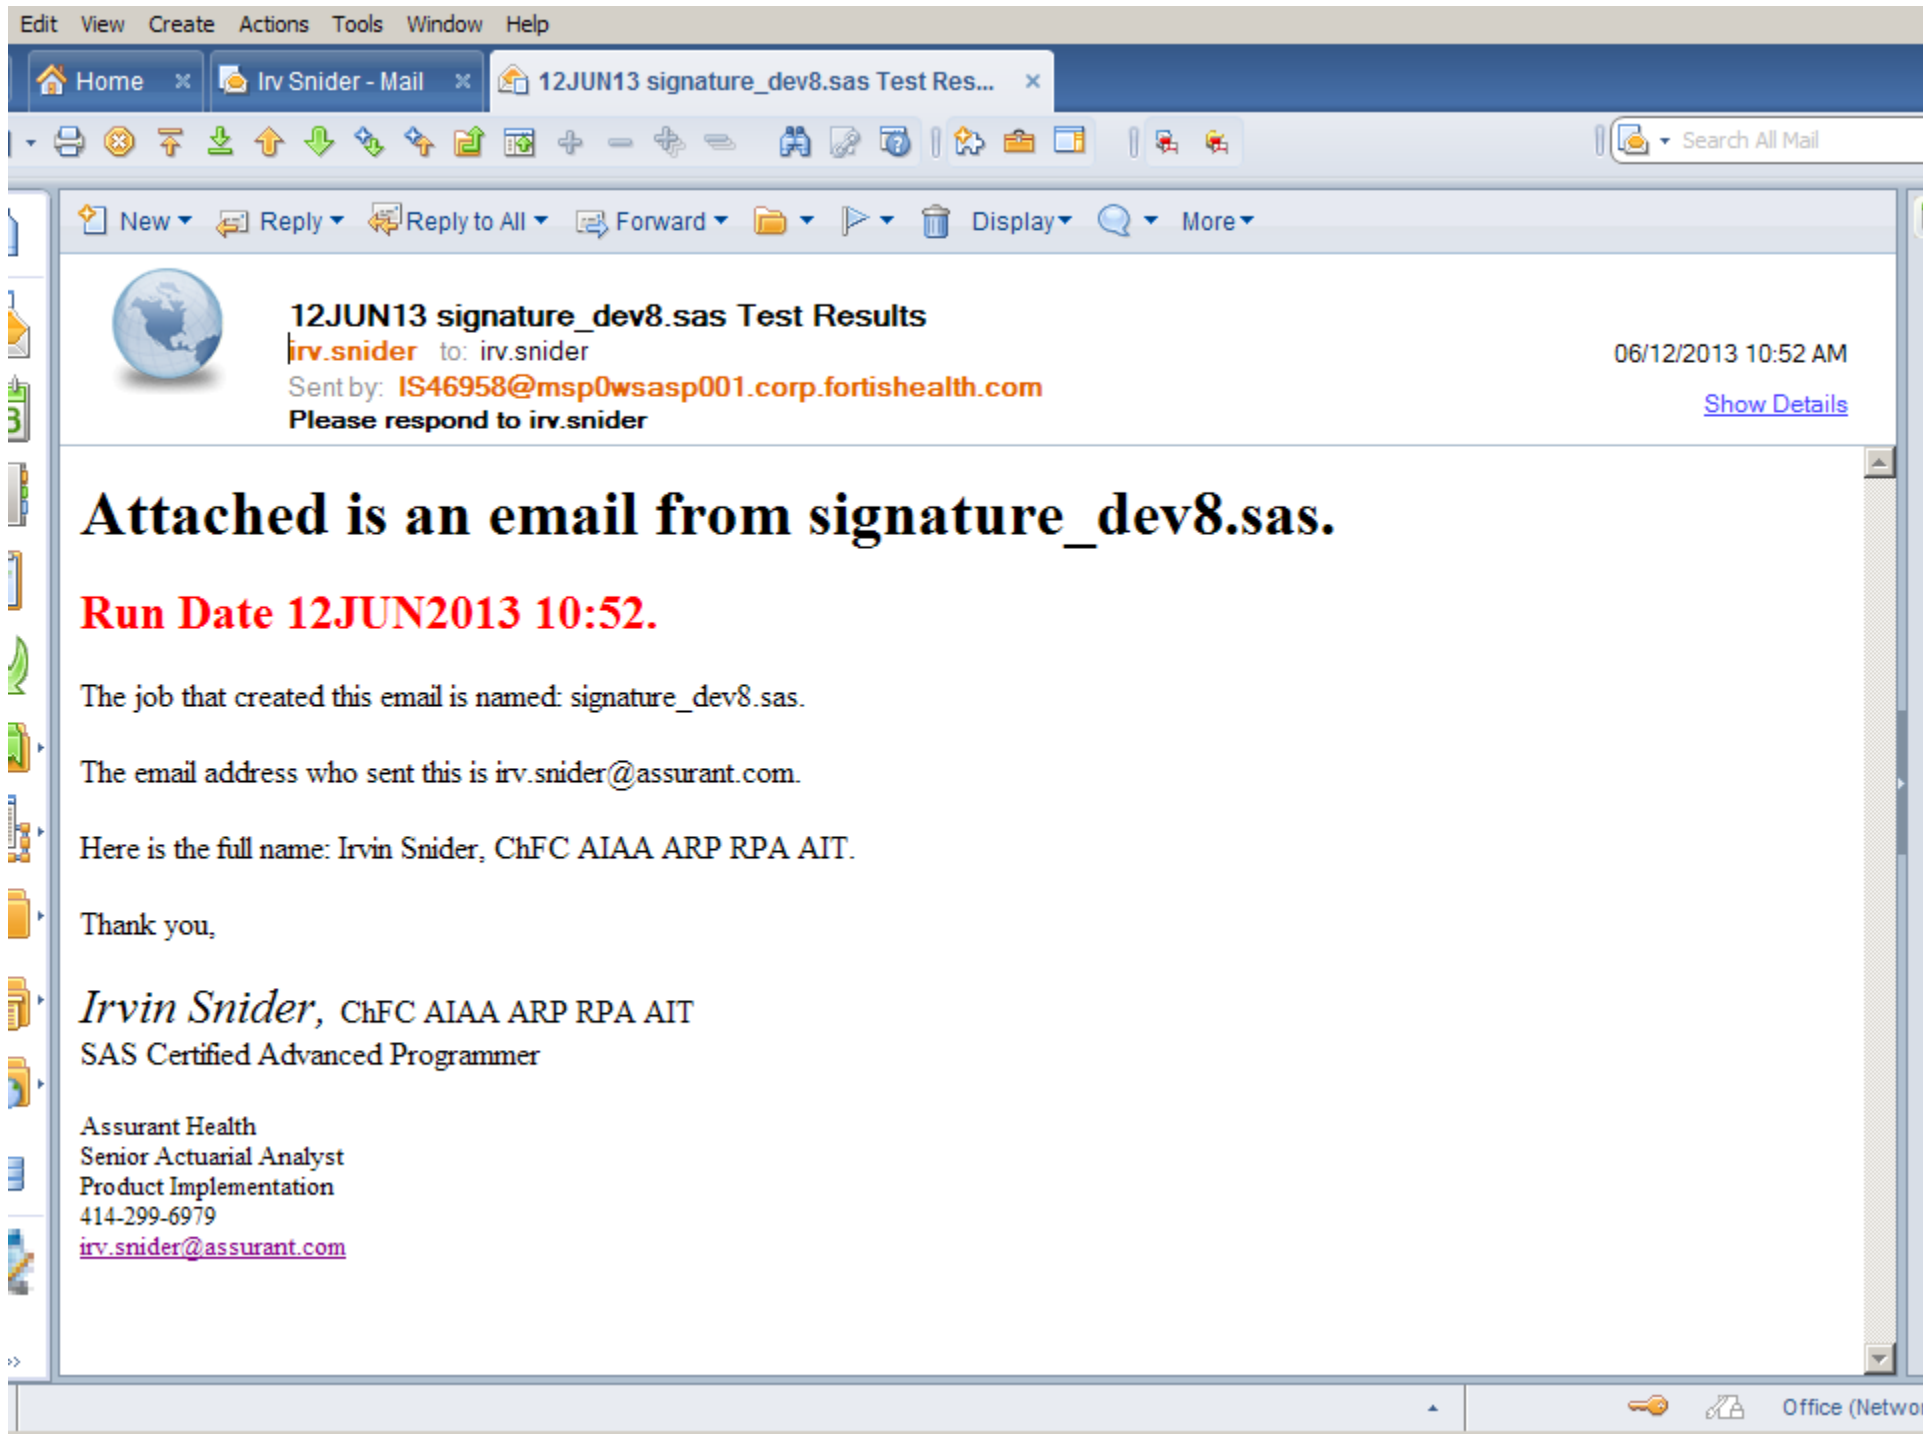 Edit View Create Actions Tools Window Help
Home Irv Snider - Mail 12JUN13 signature_dev8.sas Test Res...
Search All Mail
New Reply Reply to All Forward Display More
12JUN13 signature_dev8.sas Test Results
irv.snider to: irv.snider
06/12/2013 10:52 AM
Sent by: IS46958@msp0wsasp001.corp.fortishealth.com
Show Details
Please respond to irv.snider
Attached is an email from signature_dev8.sas.
Run Date 12JUN2013 10:52.
The job that created this email is named: signature_dev8.sas.
The email address who sent this is irv.snider@assurant.com.
Here is the full name: Irvin Snider, ChFC AIAA ARP RPA AIT.
Thank you,
Irvin Snider, ChFC AIAA ARP RPA AIT
SAS Certified Advanced Programmer
Assurant Health
Senior Actuarial Analyst
Product Implementation
414-299-6979
irv.snider@assurant.com
Office (Networ